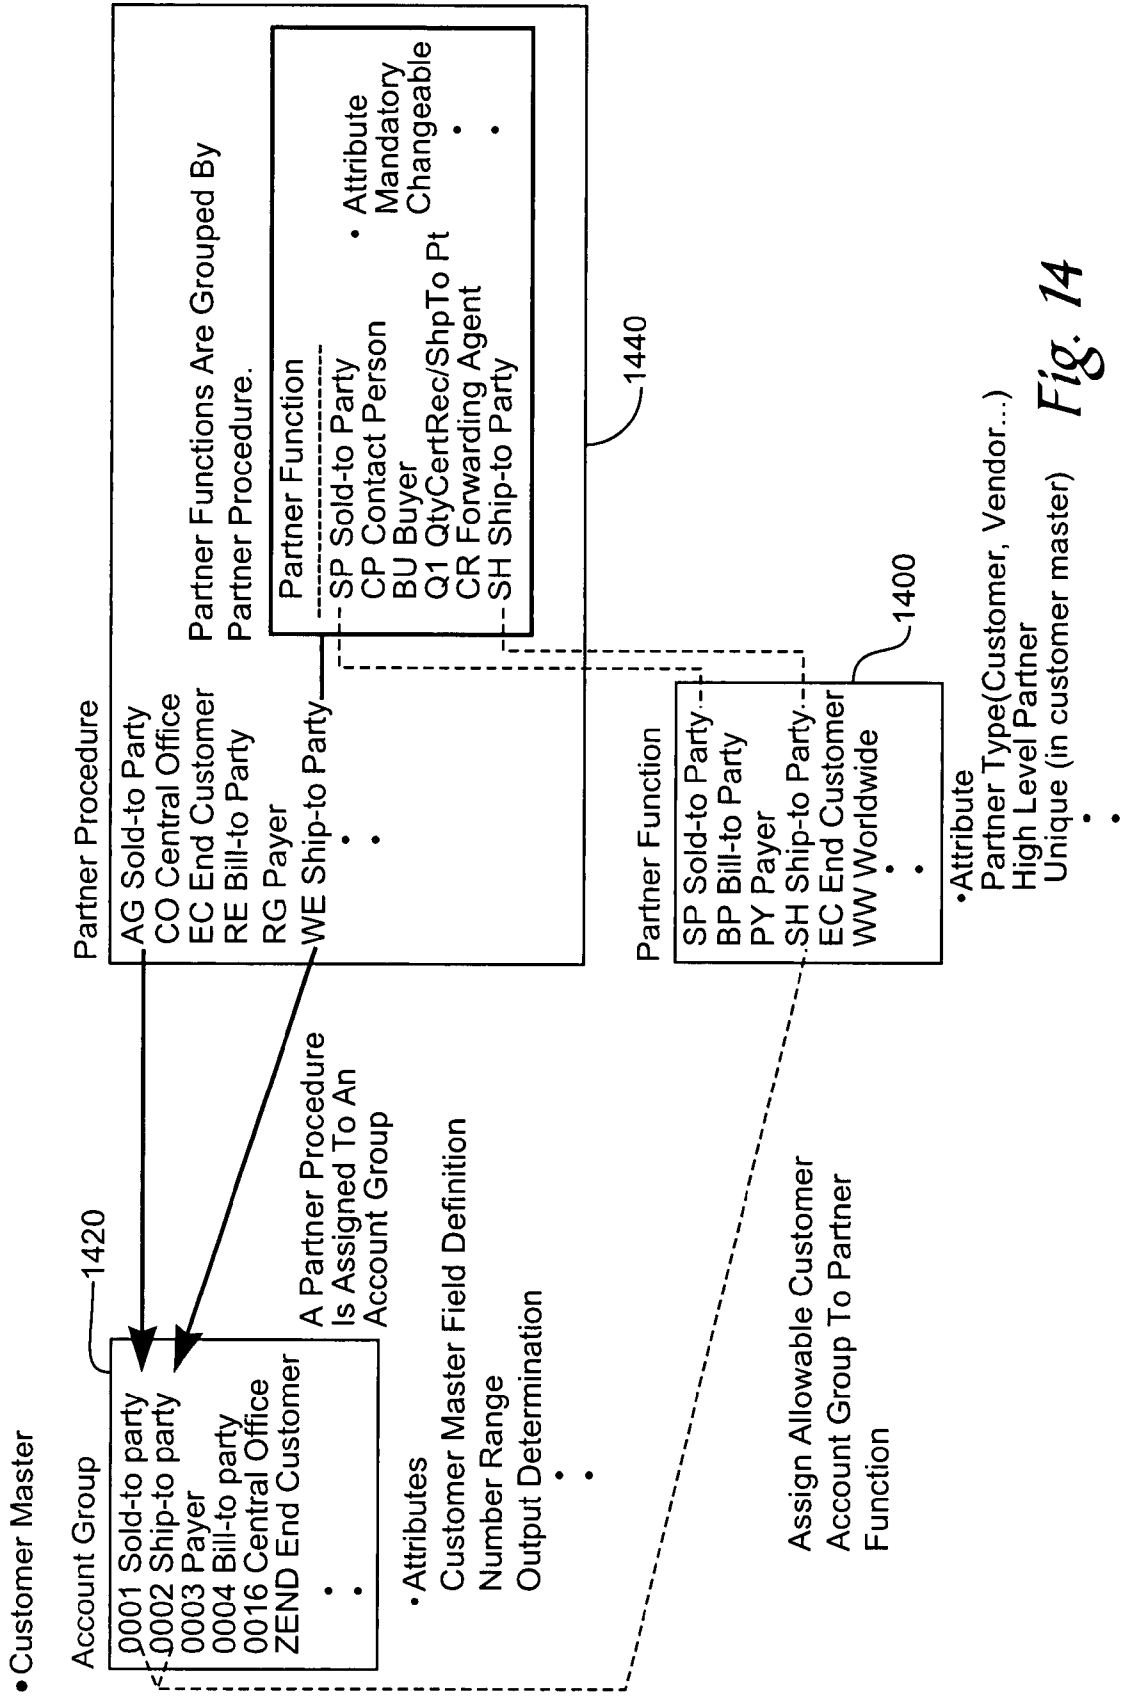 •Customer Master
Account Group
1420
0001 Sold-to party
0002 Ship-to party
0003 Payer
0004 Bill-to party
0016 Central Office
ZEND End Customer
•Attributes
Customer Master Field Definition
Number Range
Output Determination
A Partner Procedure
Is Assigned To An
Account Group
Partner Procedure
AG Sold-to Party
CO Central Office
EC End Customer
RE Bill-to Party
RG Payer
WE Ship-to Party
Partner Functions Are Grouped By
Partner Procedure.
Partner Function
SP Sold-to Party
CP Contact Person
BU Buyer
Q1 QtyCertRec/ShpTo Pt
CR Forwarding Agent
SH Ship-to Party
• Attribute
Mandatory
Changeable
1440
Assign Allowable Customer
Account Group To Partner
Function
Partner Function
SP Sold-to Party
BP Bill-to Party
PY Payer
SH Ship-to Party
EC End Customer
WW Worldwide
1400
•Attribute
Partner Type(Customer, Vendor...)
High Level Partner
Unique (in customer master)
Fig. 14